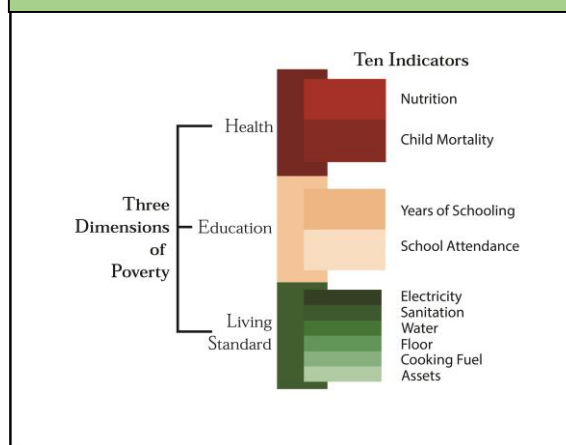 Ten Indicators
Nutrition
Health
Child Mortality
Three
Dimensions
of
Poverty
Education
Years of Schooling
School Attendance
Living
Standard
Electricity
Sanitation
Water
Floor
Cooking Fuel
Assets